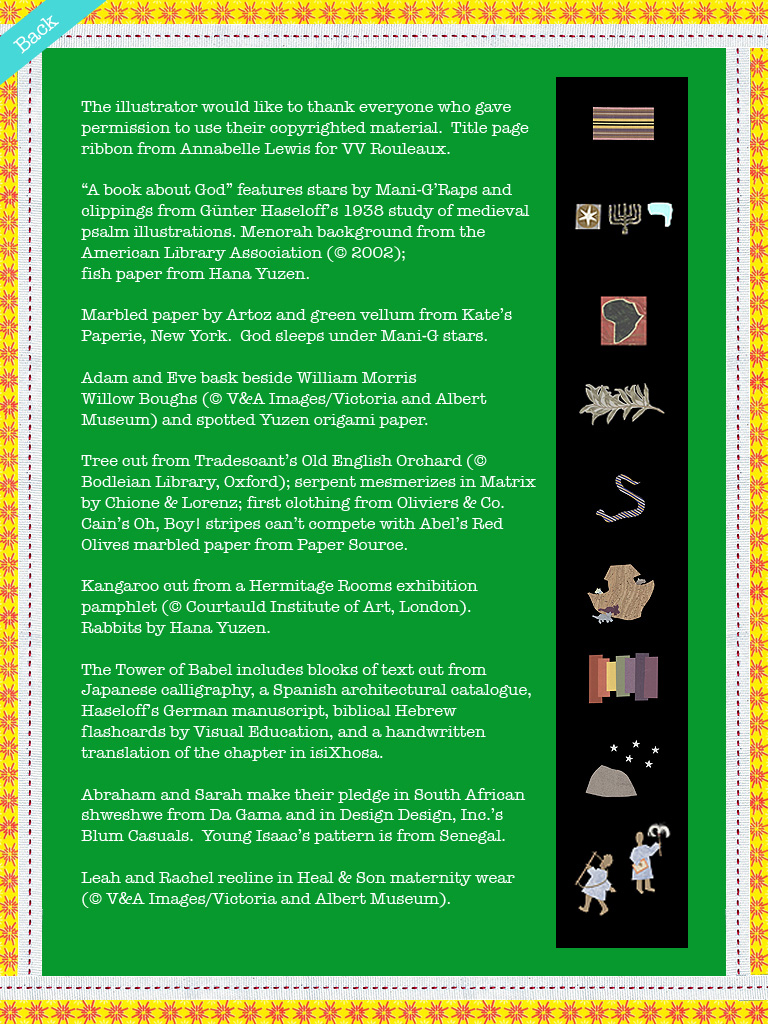 Back
The illustrator would like to thank everyone who gave
permission to use their copyrighted material.  Title page
ribbon from Annabelle Lewis for VV Rouleaux.
“A book about God” features stars by Mani-G’Raps and
clippings from Günter Haseloff’s 1938 study of medieval
psalm illustrations. Menorah background from the
American Library Association (© 2002);
fish paper from Hana Yuzen.
Marbled paper by Artoz and green vellum from Kate’s
Paperie, New York.  God sleeps under Mani-G stars.
Adam and Eve bask beside William Morris
Willow Boughs (© V&A Images/Victoria and Albert
Museum) and spotted Yuzen origami paper.
Tree cut from Tradescant’s Old English Orchard (©
Bodleian Library, Oxford); serpent mesmerizes in Matrix
by Chione & Lorenz; first clothing from Oliviers & Co.
Cain’s Oh, Boy! stripes can’t compete with Abel’s Red
Olives marbled paper from Paper Source.
Kangaroo cut from a Hermitage Rooms exhibition
pamphlet (© Courtauld Institute of Art, London).
Rabbits by Hana Yuzen.
The Tower of Babel includes blocks of text cut from
Japanese calligraphy, a Spanish architectural catalogue,
Haseloff’s German manuscript, biblical Hebrew
flashcards by Visual Education, and a handwritten
translation of the chapter in isiXhosa.
Abraham and Sarah make their pledge in South African
shweshwe from Da Gama and in Design Design, Inc.’s
Blum Casuals.  Young Isaac’s pattern is from Senegal.
Leah and Rachel recline in Heal & Son maternity wear
(© V&A Images/Victoria and Albert Museum).